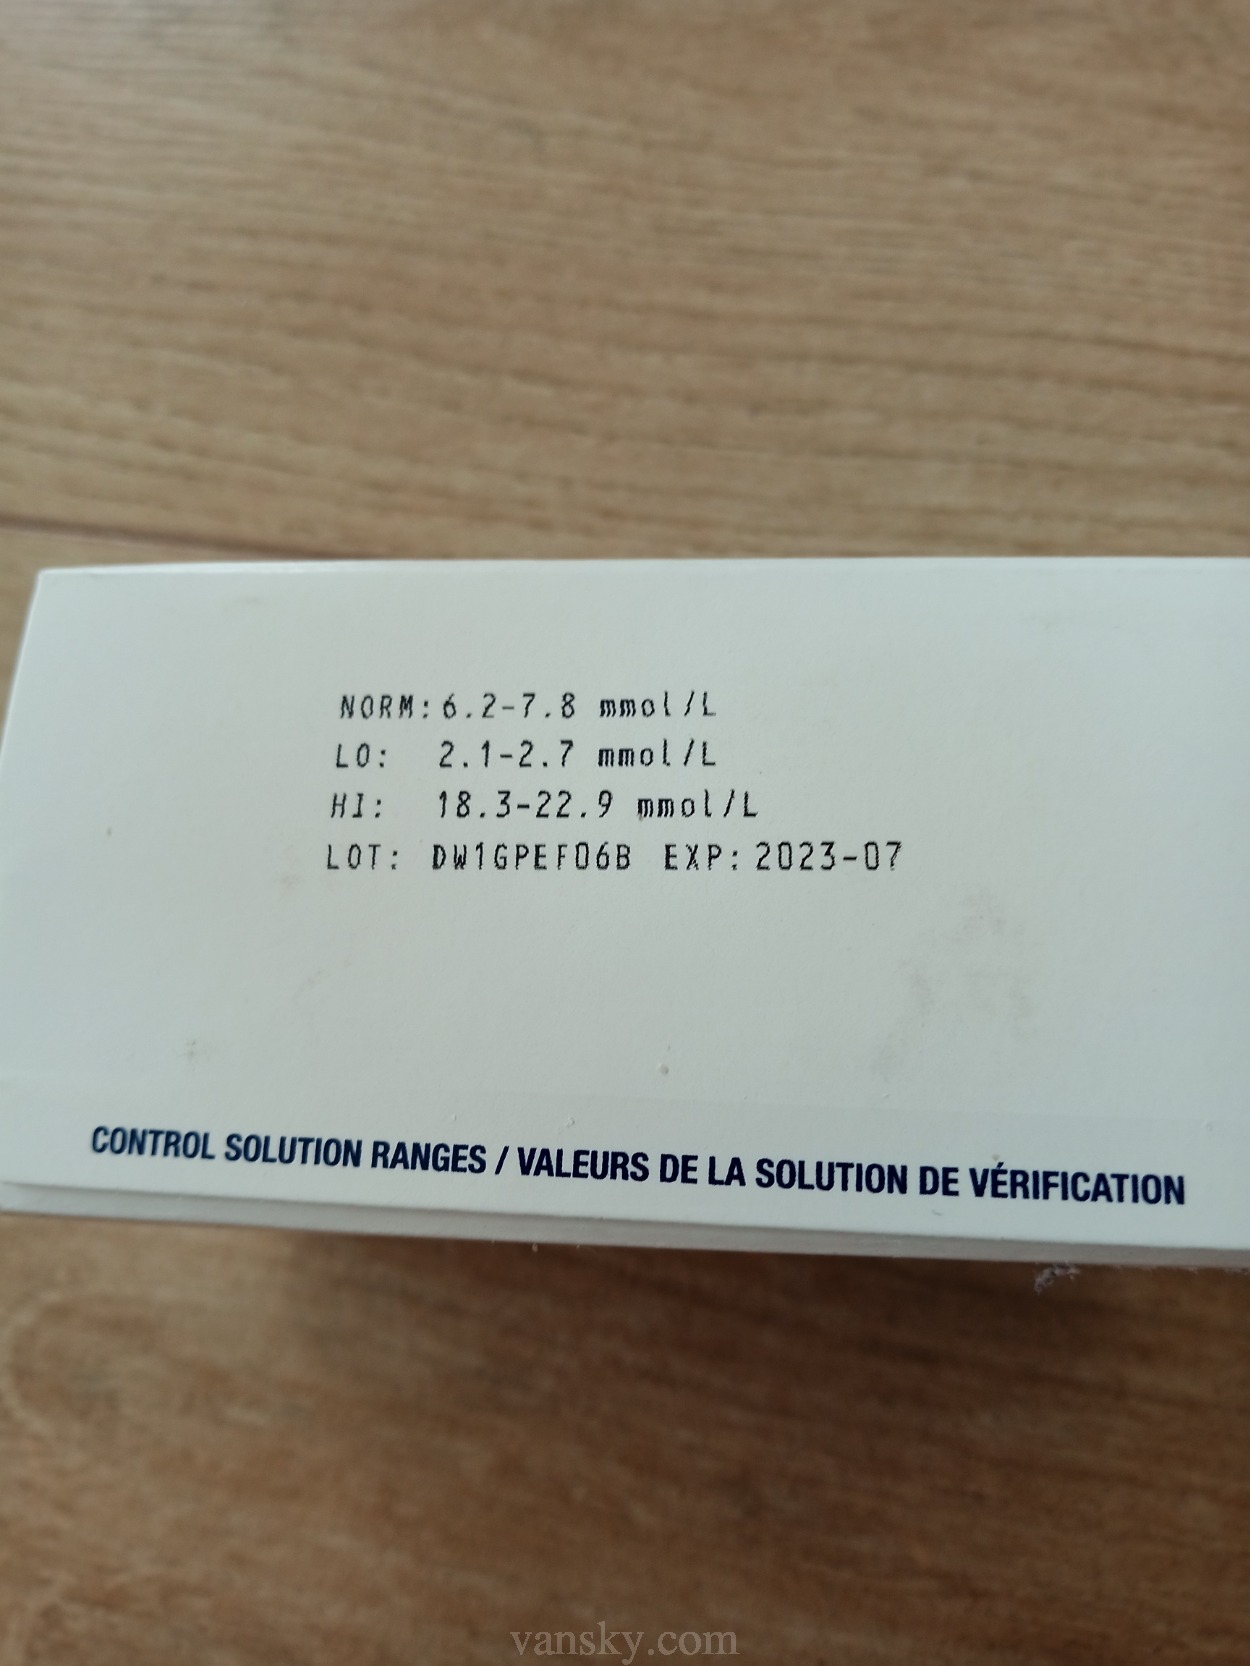 NORM: 6.2-7.8 mmol/L
LO: 2.1-2.7 mmol/L
HI: 18.3-22.9 mmol/L
LOT: DW1GPEF06B EXP: 2023-07
CONTROL SOLUTION RANGES / VALEURS DE LA SOLUTION DE VÉRIFICATION
vansky.com